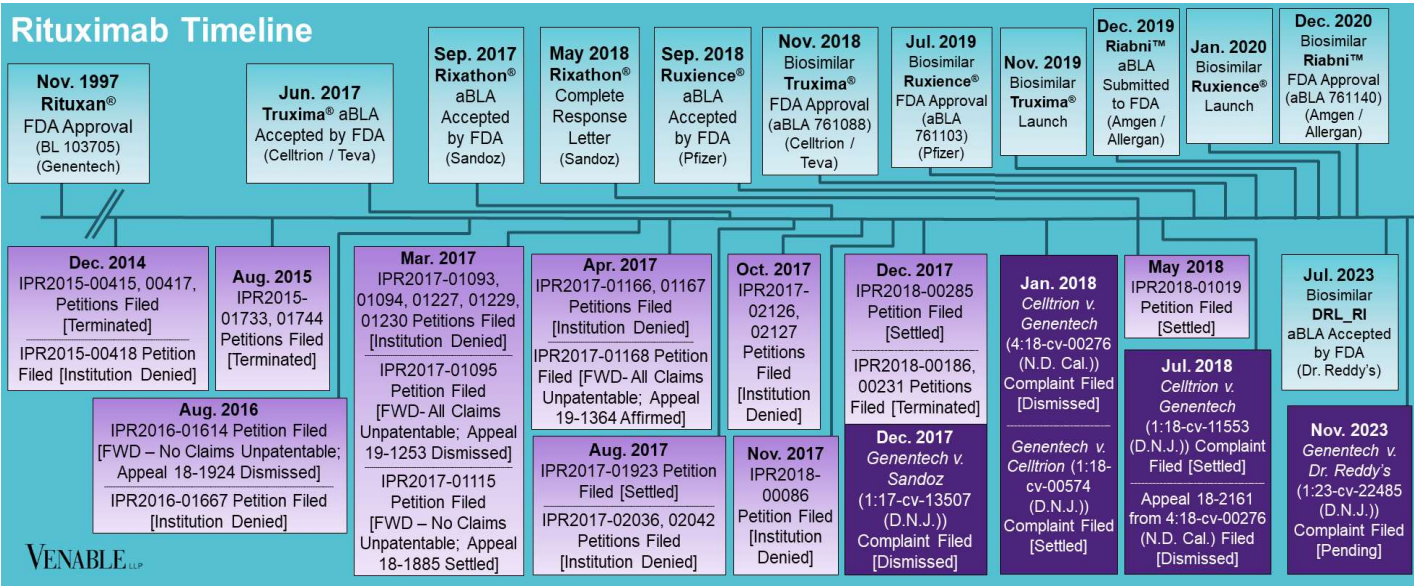 Rituximab Timeline
Nov. 1997
Rituxan®
FDA Approval
(BL 103705)
(Genentech)
Jun. 2017
Truxima® aBLA
Accepted by FDA
(Celltrion / Teva)
Sep. 2017
Rixathon®
aBLA
Accepted
by FDA
(Sandoz)
May 2018
Rixathon®
Complete
Response
Letter
(Sandoz)
Sep. 2018
Ruxience®
aBLA
Accepted by
FDA
(Pfizer)
Nov. 2018
Biosimilar
Truxima®
FDA Approval
(aBLA 761088)
(Celltrion /
Teva)
Jul. 2019
Biosimilar
Ruxience®
FDA Approval
(aBLA
761103)
(Pfizer)
Nov. 2019
Biosimilar
Truxima®
Launch
Dec. 2019
Riabni™
aBLA
Submitted
to FDA
(Amgen /
Allergan)
Jan. 2020
Biosimilar
Ruxience®
Launch
Dec. 2020
Biosimilar
Riabni™
FDA Approval
(aBLA 761140)
(Amgen /
Allergan)
Dec. 2014
IPR2015-00415, 00417,
Petitions Filed
[Terminated]
IPR2015-00418 Petition
Filed [Institution Denied]
Aug. 2015
IPR2015-
01733, 01744
Petitions Filed
[Terminated]
Aug. 2016
IPR2016-01614 Petition Filed
[FWD – No Claims Unpatentable;
Appeal 18-1924 Dismissed]
IPR2016-01667 Petition Filed
[Institution Denied]
Mar. 2017
IPR2017-01093,
01094, 01227, 01229,
01230 Petitions Filed
[Institution Denied]
IPR2017-01095
Petition Filed
[FWD- All Claims
Unpatentable; Appeal
19-1253 Dismissed]
IPR2017-01115
Petition Filed
[FWD – No Claims
Unpatentable; Appeal
18-1885 Settled]
Apr. 2017
IPR2017-01166, 01167
Petitions Filed
[Institution Denied]
IPR2017-01168 Petition
Filed [FWD- All Claims
Unpatentable; Appeal
19-1364 Affirmed]
Aug. 2017
IPR2017-01923 Petition
Filed [Settled]
IPR2017-02036, 02042
Petitions Filed
[Institution Denied]
Oct. 2017
IPR2017-
02126,
02127
Petitions
Filed
[Institution
Denied]
Nov. 2017
IPR2018-
00086
Petition Filed
[Institution
Denied]
Dec. 2017
IPR2018-00285
Petition Filed
[Settled]
IPR2018-00186,
00231 Petitions
Filed [Terminated]
Dec. 2017
Genentech v.
Sandoz
(1:17-cv-13507
(D.N.J.))
Complaint Filed
[Dismissed]
Jan. 2018
Celltrion v.
Genentech
(4:18-cv-00276
(N.D. Cal.))
Complaint Filed
[Dismissed]
Genentech v.
Celltrion (1:18-
cv-00574
(D.N.J.))
Complaint Filed
[Settled]
May 2018
IPR2018-01019
Petition Filed
[Settled]
Jul. 2018
Celltrion v.
Genentech
(1:18-cv-11553
(D.N.J.)) Complaint
Filed [Settled]
Appeal 18-2161
from 4:18-cv-00276
(N.D. Cal.) Filed
[Dismissed]
Jul. 2023
Biosimilar
DRL_RI
aBLA Accepted
by FDA
(Dr. Reddy's)
Nov. 2023
Genentech v.
Dr. Reddy's
(1:23-cv-22485
(D.N.J.))
Complaint Filed
[Pending]
VENABLE LLP